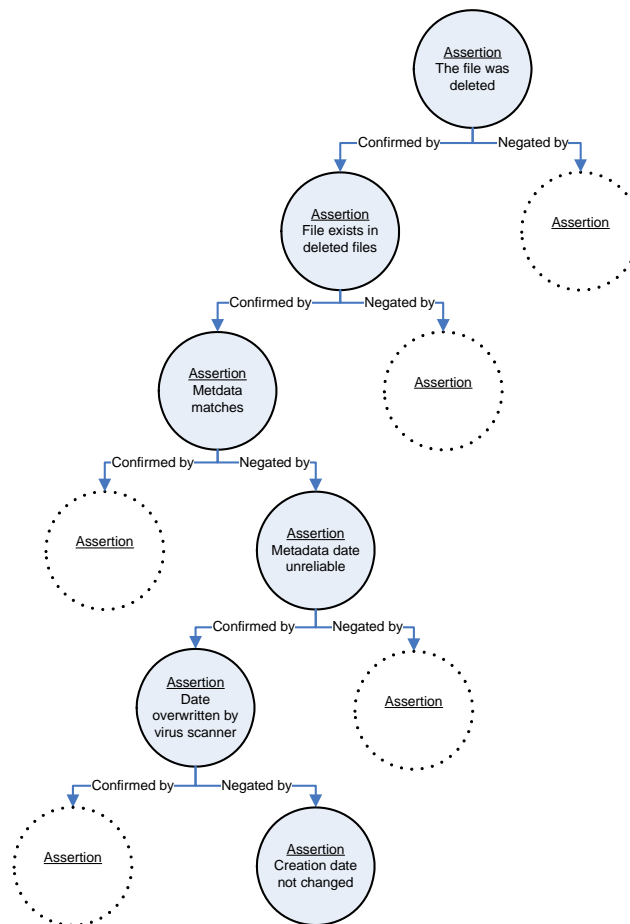 Assertion
The file was
deleted
Confirmed by
Negated by
Assertion
File exists in
deleted files
Assertion
Confirmed by
Negated by
Assertion
Metdata
matches
Assertion
Confirmed by
Negated by
Assertion
Assertion
Metadata date
unreliable
Confirmed by
Negated by
Assertion
Date
overwritten by
virus scanner
Assertion
Confirmed by
Negated by
Assertion
Assertion
Creation date
not changed